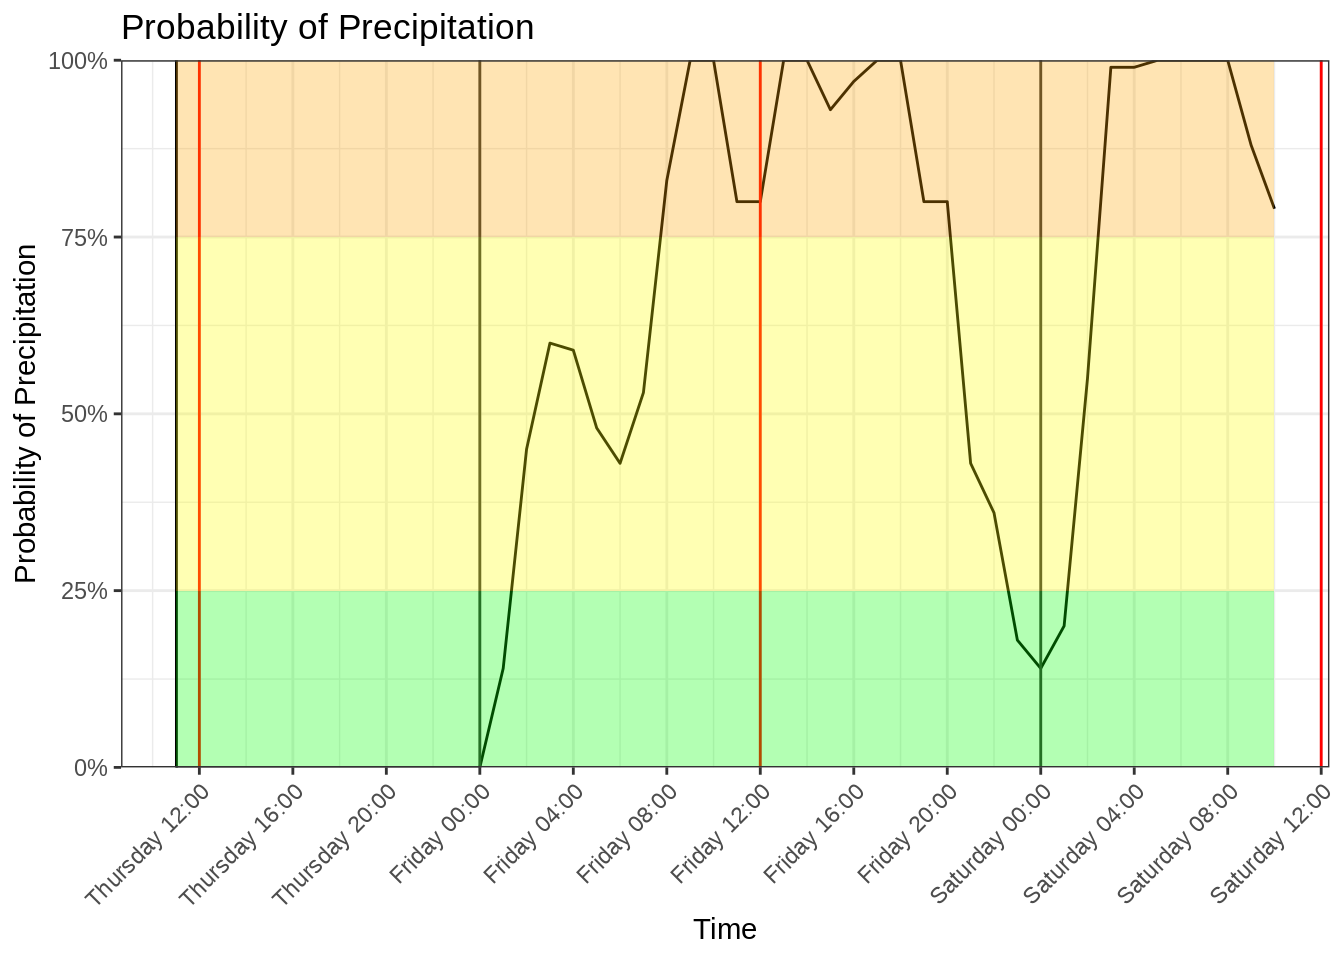 Probability of Precipitation
Probability of Precipitation
100%
75%
50%
25%
0%
Thursday 12:00
Thursday 16:00
Thursday 20:00
Friday 00:00
Friday 04:00
Friday 08:00
Friday 12:00
Friday 16:00
Friday 20:00
Saturday 00:00
Saturday 04:00
Saturday 08:00
Saturday 12:00
Time